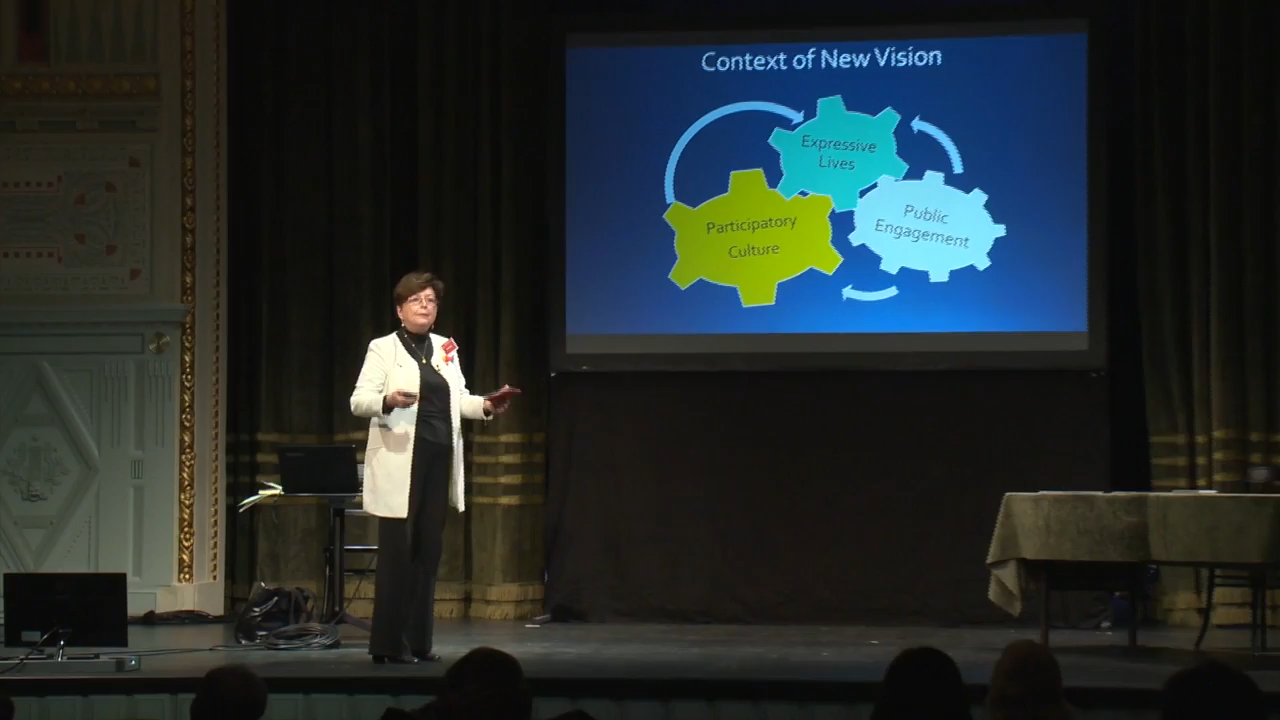 Context of New Vision
Expressive
Lives
Participatory
Culture
Public
Engagement